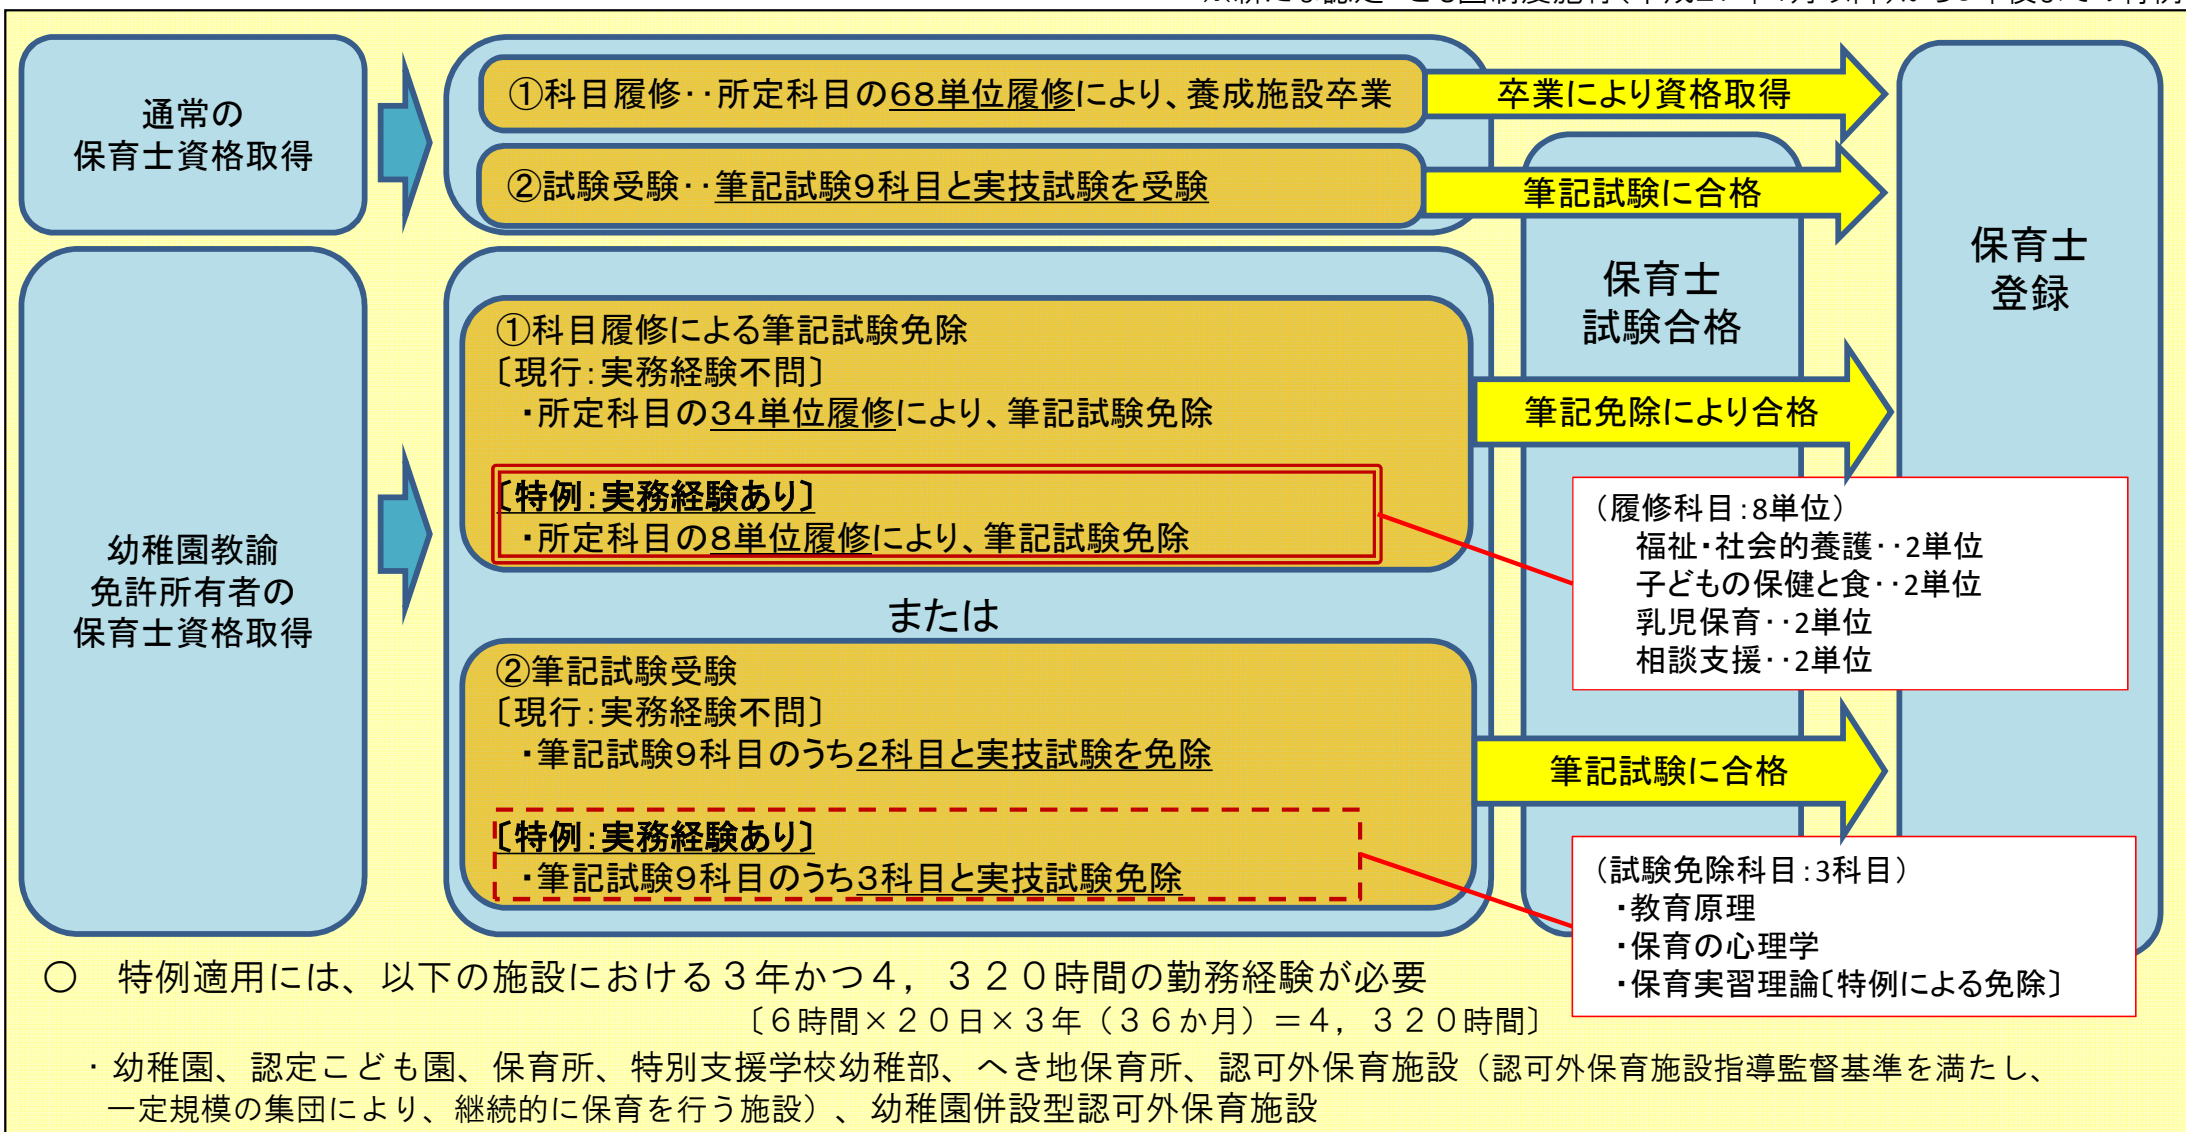 通常の
保育士資格取得
①科目履修‥所定科目の68単位履修により、養成施設卒業
卒業により資格取得
②試験受験‥筆記試験9科目と実技試験を受験
筆記試験に合格
保育士
試験合格
保育士
登録
幼稚園教諭
免許所有者の
保育士資格取得
①科目履修による筆記試験免除
〔現行:実務経験不問〕
・所定科目の34単位履修により、筆記試験免除
〔特例:実務経験あり〕
・所定科目の8単位履修により、筆記試験免除
筆記免除により合格
(履修科目:8単位)
福祉・社会的養護‥2単位
子どもの保健と食‥2単位
乳児保育‥2単位
相談支援‥2単位
または
②筆記試験受験
〔現行:実務経験不問〕
・筆記試験9科目のうち2科目と実技試験を免除
〔特例:実務経験あり〕
・筆記試験9科目のうち3科目と実技試験免除
筆記試験に合格
(試験免除科目:3科目)
・教育原理
・保育の心理学
・保育実習理論〔特例による免除〕
○ 特例適用には、以下の施設における3年かつ4,320時間の勤務経験が必要
〔6時間×20日×3年(36か月)=4,320時間〕
・幼稚園、認定こども園、保育所、特別支援学校幼稚部、へき地保育所、認可外保育施設(認可外保育施設指導監督基準を満たし、
一定規模の集団により、継続的に保育を行う施設)、幼稚園併設型認可外保育施設